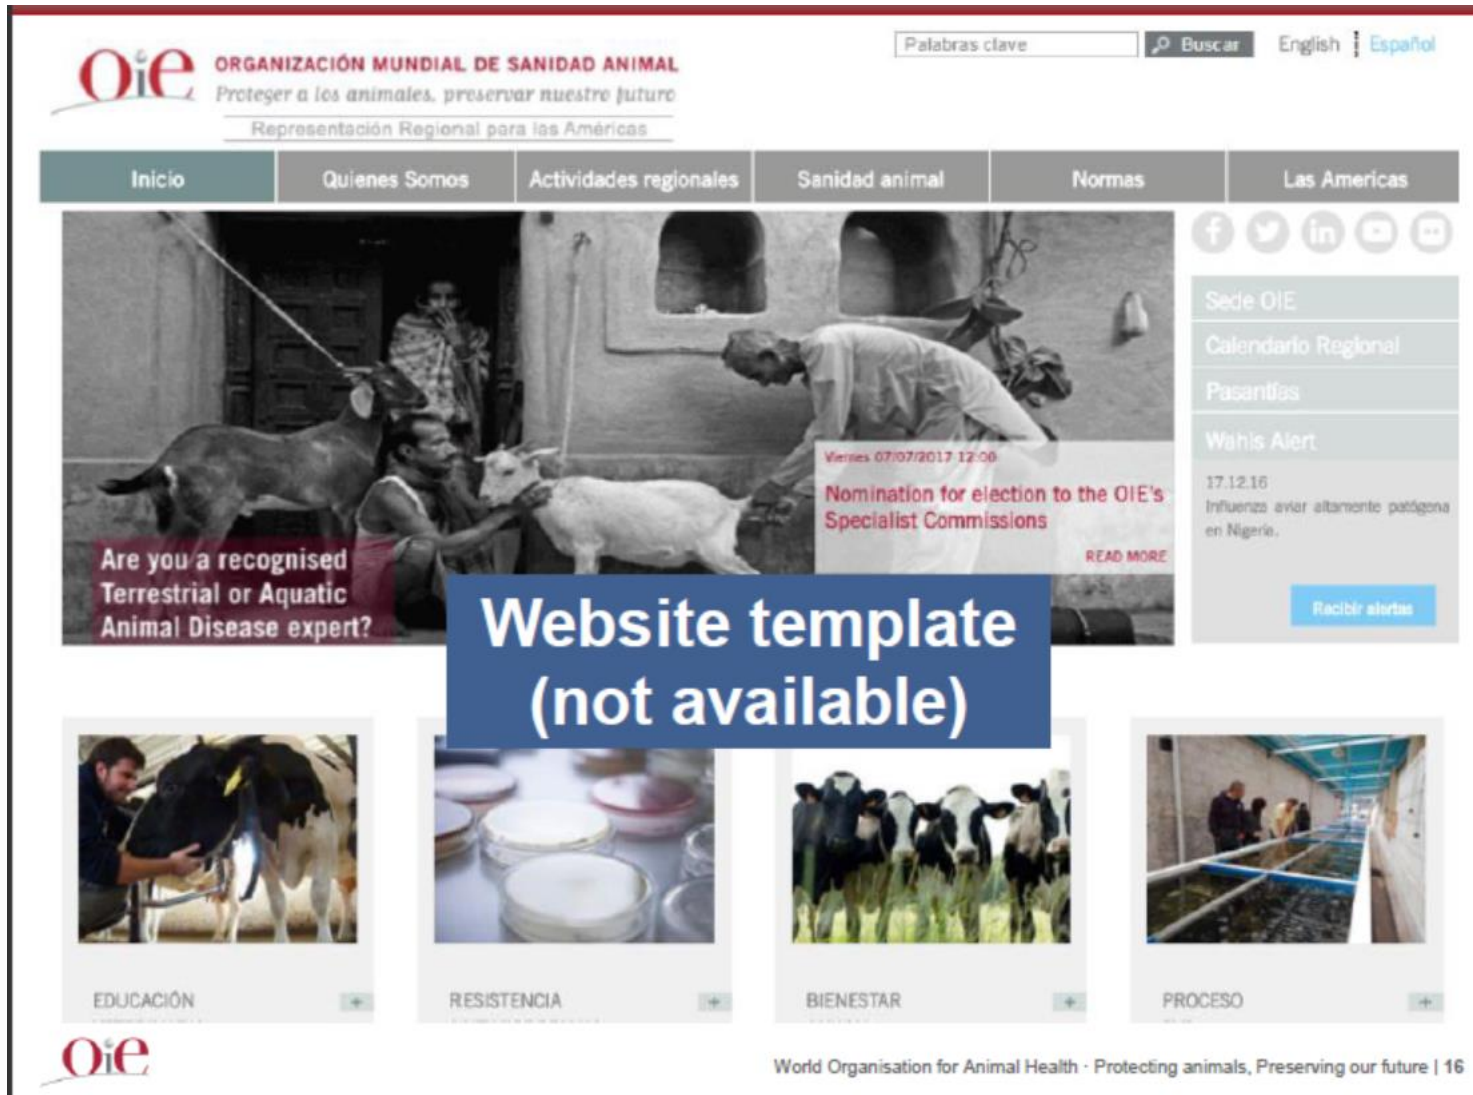 Palabras clave
Buscar
English
Español
oie
ORGANIZACIÓN MUNDIAL DE SANIDAD ANIMAL
Proteger a los animales, preservar nuestro futuro
Representación Regional para las Américas
Inicio
Quienes Somos
Actividades regionales
Sanidad animal
Normas
Las Americas
Sede OIE
Calendario Regional
Pasantías
Wahis Alert
17.12.16
Influenza aviar altamente patógena
en Nigeria.
Recibir alertas
Viernes 07/07/2017 12:00
Nomination for election to the OIE's
Specialist Commissions
READ MORE
Are you a recognised
Terrestrial or Aquatic
Animal Disease expert?
Website template
(not available)
EDUCACIÓN
+
RESISTENCIA
+
BIENESTAR
+
PROCESO
+
oie
World Organisation for Animal Health · Protecting animals, Preserving our future | 16